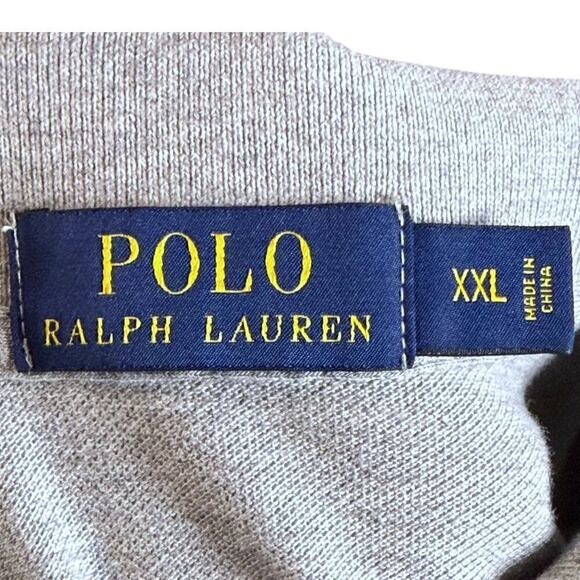 POLO
RALPH LAUREN
XXL
MADE IN
CHINA